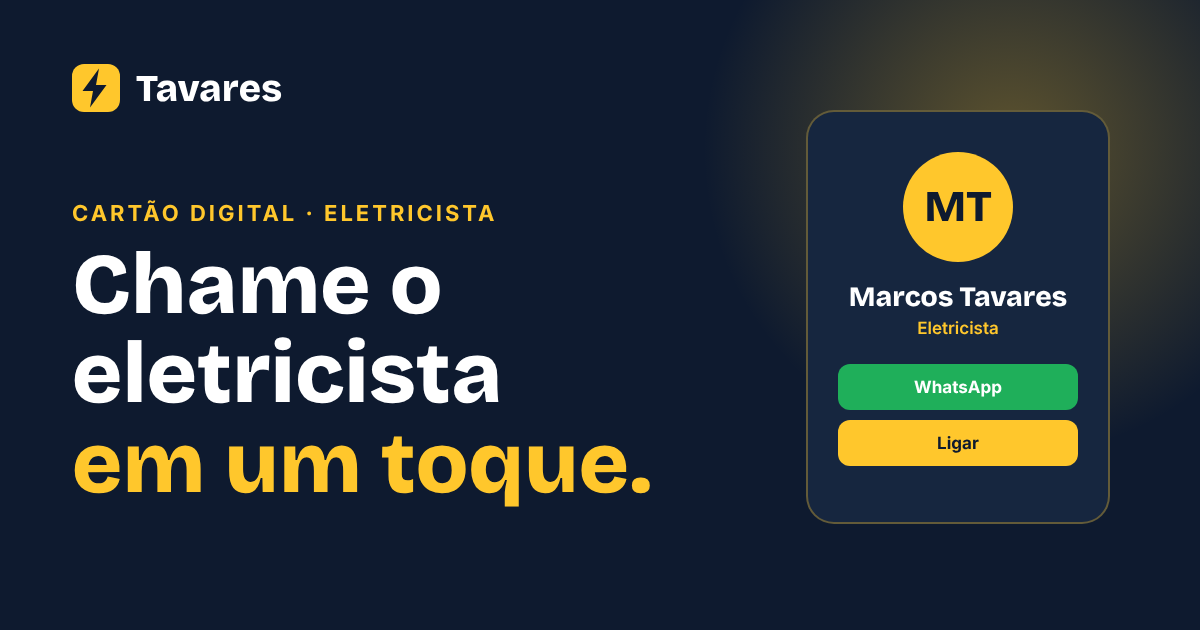 Tavares
CARTÃO DIGITAL · ELETRICISTA
Chame o
eletricista
em um toque.
MT
Marcos Tavares
Eletricista
WhatsApp
Ligar